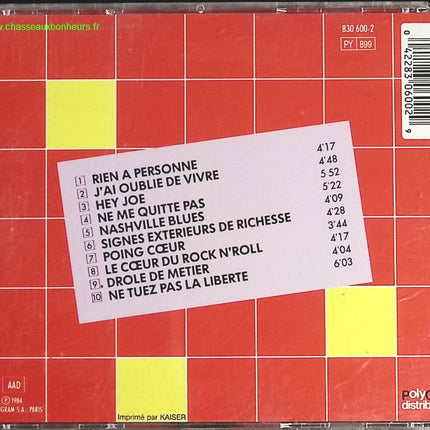 www.chasseauxbonheurs.fr
830 600-2
PY 899
0 42283 06002 9
1 RIEN A PERSONNE 4'17
2 J'AI OUBLIE DE VIVRE 4'48
3 HEY JOE 5 52
4 NE ME QUITTE PAS 5'22
5 NASHVILLE BLUES 4'09
6 SIGNES EXTERIEURS DE RICHESSE 4'28
7 POING CŒUR 3'44
8 LE CŒUR DU ROCK N'ROLL 4'17
9. DROLE DE METIER 4'04
10 NE TUEZ PAS LA LIBERTE 6'03
AAD
℗ 1984
GRAM S.A., PARIS
Imprimé par KAISER
Poly
distrib